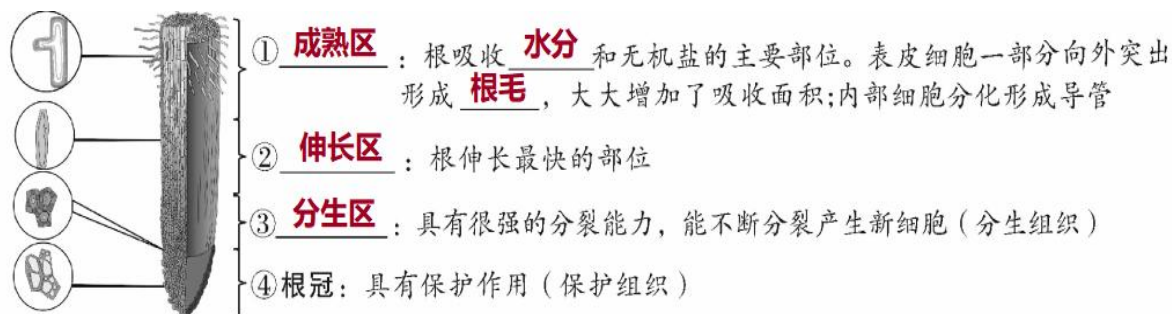 ①成熟区：根吸收水分和无机盐的主要部位。表皮细胞一部分向外突出
形成根毛，大大增加了吸收面积;内部细胞分化形成导管
②伸长区：根伸长最快的部位
③分生区：具有很强的分裂能力，能不断分裂产生新细胞（分生组织）
④根冠：具有保护作用（保护组织）